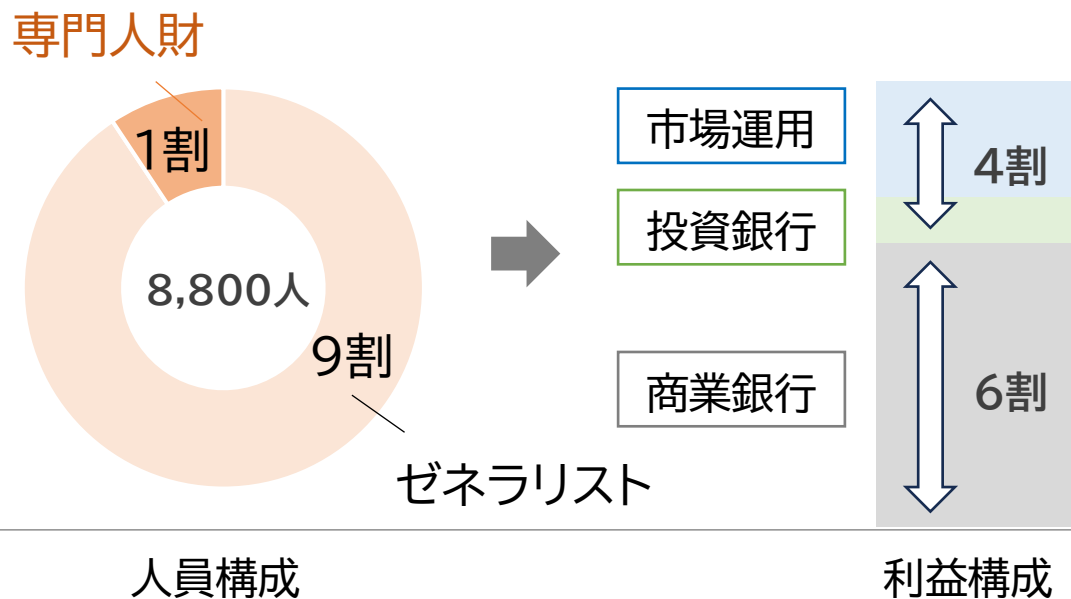 専門人財
1割
8,800人
9割
ゼネラリスト
人員構成
市場運用
投資銀行
商業銀行
4割
6割
利益構成